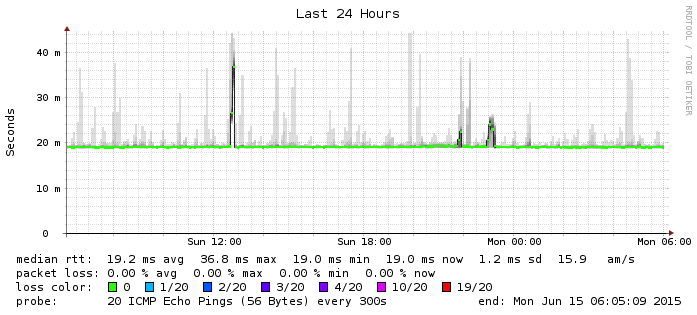 Last 24 Hours
RRDTOOL / TOBI OETIKER
Seconds
40 m
30 m
20 m
10 m
0
Sun 12:00 Sun 18:00 Mon 00:00 Mon 06:00
median rtt: 19.2 ms avg 36.8 ms max 19.0 ms min 19.0 ms now 1.2 ms sd 15.9 am/s
packet loss: 0.00 % avg 0.00 % max 0.00 % min 0.00 % now
loss color: 0 1/20 2/20 3/20 4/20 10/20 19/20
probe: 20 ICMP Echo Pings (56 Bytes) every 300s end: Mon Jun 15 06:05:09 2015